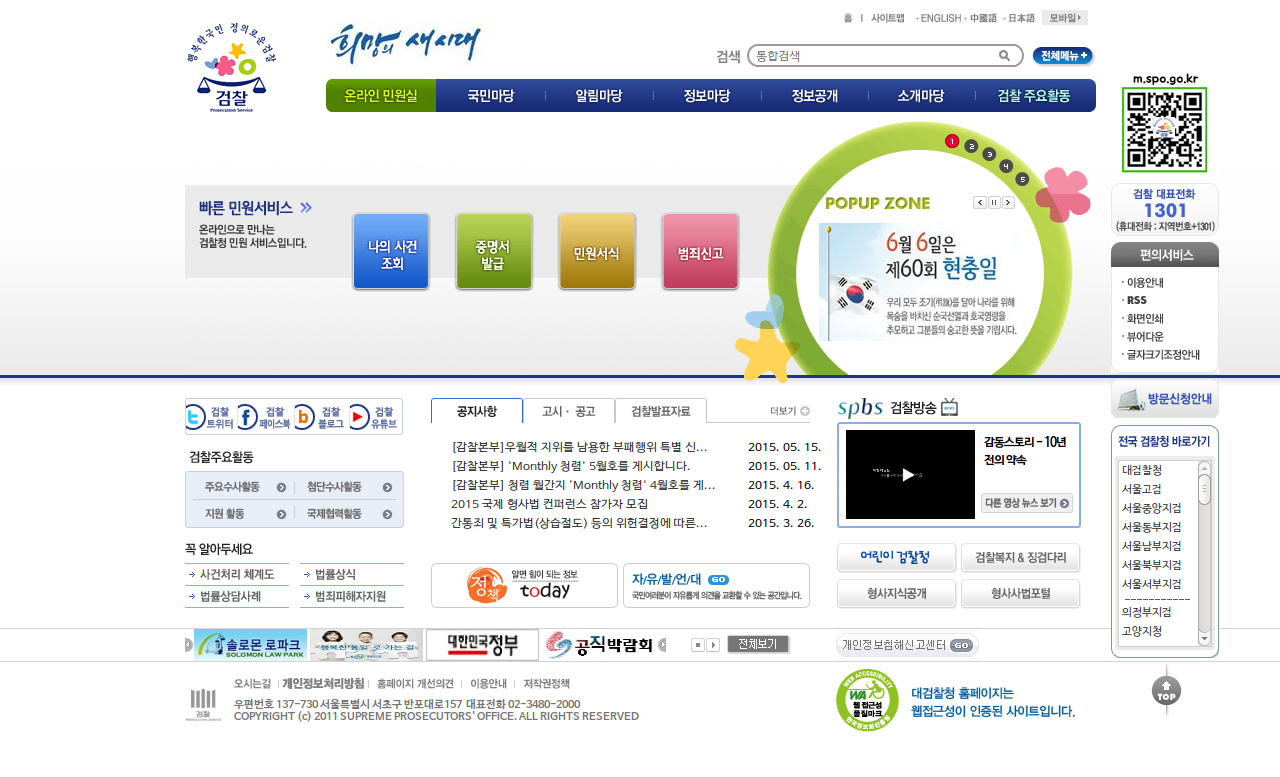 홈 | 사이트맵 · ENGLISH · 中國語 · 日本語 모바일
행복한국민 정의로운검찰
검찰
Prosecution Service
희망의 새시대
검색 통합검색 전체메뉴 +
온라인 민원실 국민마당 알림마당 정보마당 정보공개 소개마당 검찰 주요활동
m.spo.go.kr
빠른 민원서비스
온라인으로 만나는
검찰청 민원 서비스입니다.
나의 사건 조회
증명서 발급
민원서식
범죄신고
1 2 3 4 5
POPUP ZONE
6월 6일은
제60회 현충일
우리 모두 조기(弔旗)를 달아 나라를 위해
목숨을 바치신 순국선열과 호국영령을
추모하고 그분들의 숭고한 뜻을 기립시다.
검찰 대표전화
1301
(휴대전화 : 지역번호+1301)
편의서비스
· 이용안내
· RSS
· 화면인쇄
· 뷰어다운
· 글자크기조정안내
방문신청안내
검찰 트위터
검찰 페이스북
검찰 블로그
검찰 유튜브
검찰주요활동
주요수사활동 첨단수사활동
지원 활동 국제협력활동
꼭 알아두세요
사건처리 체계도 법률상식
법률상담사례 범죄피해자지원
공지사항 고시 · 공고 검찰발표자료 더보기
[감찰본부]우월적 지위를 남용한 부패행위 특별 신... 2015. 05. 15.
[감찰본부] 'Monthly 청렴' 5월호를 게시합니다. 2015. 05. 11.
[감찰본부] 청렴 월간지 'Monthly 청렴' 4월호를 게... 2015. 4. 16.
2015 국제 형사법 컨퍼런스 참가자 모집 2015. 4. 2.
간통죄 및 특가법(상습절도) 등의 위헌결정에 따른... 2015. 3. 26.
정책 알면 힘이 되는 정보
today
자/유/발/언/대 GO
국민여러분이 자유롭게 의견을 교환할 수 있는 공간입니다.
spbs 검찰방송 NEWS
감동스토리 - 10년
전의 약속
다른 영상 뉴스 보기
어린이 검찰청 검찰복지 & 징검다리
형사지식공개 형사사법포털
전국 검찰청 바로가기
대검찰청
서울고검
서울중앙지검
서울동부지검
서울남부지검
서울북부지검
서울서부지검
-----------
의정부지검
고양지청
솔로몬 로파크
SOLOMON LAW PARK
"행복한 통일"로 가는 길
대한민국정부
공직박람회
전체보기
개인정보침해신고센터 GO
오시는길 | 개인정보처리방침 | 홈페이지 개선의견 | 이용안내 | 저작권정책
검찰
PROSECUTION SERVICE
우편번호 137-730 서울특별시 서초구 반포대로157 대표전화 02-3480-2000
COPYRIGHT (c) 2011 SUPREME PROSECUTORS' OFFICE. ALL RIGHTS RESERVED
WEB ACCESSIBILITY
WA
웹 접근성
품질마크
한국정보화진흥원
대검찰청 홈페이지는
웹접근성이 인증된 사이트입니다.
TOP